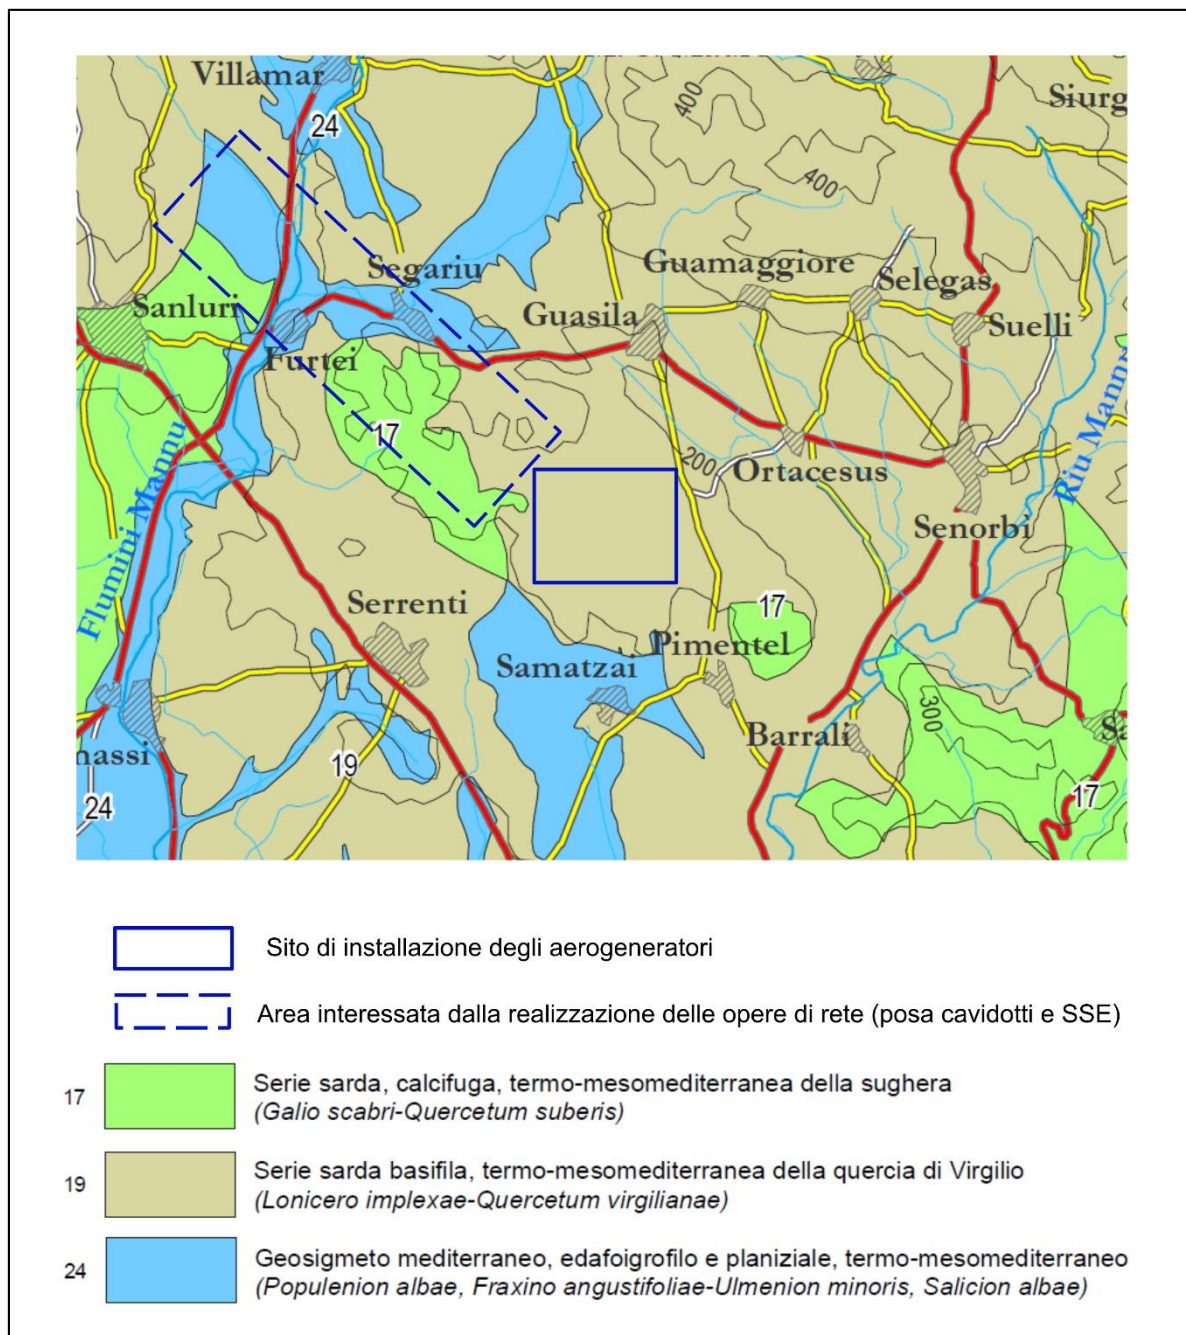 Villamar
24
400
Siurg
400
Segariu
Guamaggiore
Selegas
Sanluri
Guasila
Suelli
Furtei
17
200
Ortacesus
Riu Mannu
Senorbì
Flumini Mannu
Serrenti
17
Pimentel
Samatzai
300
Barrali
Sa
massi
19
24
17
Sito di installazione degli aerogeneratori
Area interessata dalla realizzazione delle opere di rete (posa cavidotti e SSE)
17 Serie sarda, calcifuga, termo-mesomediterranea della sughera
(Galio scabri-Quercetum suberis)
19 Serie sarda basifila, termo-mesomediterranea della quercia di Virgilio
(Lonicero implexae-Quercetum virgilianae)
24 Geosigmeto mediterraneo, edafoigrofilo e planiziale, termo-mesomediterraneo
(Populenion albae, Fraxino angustifoliae-Ulmenion minoris, Salicion albae)